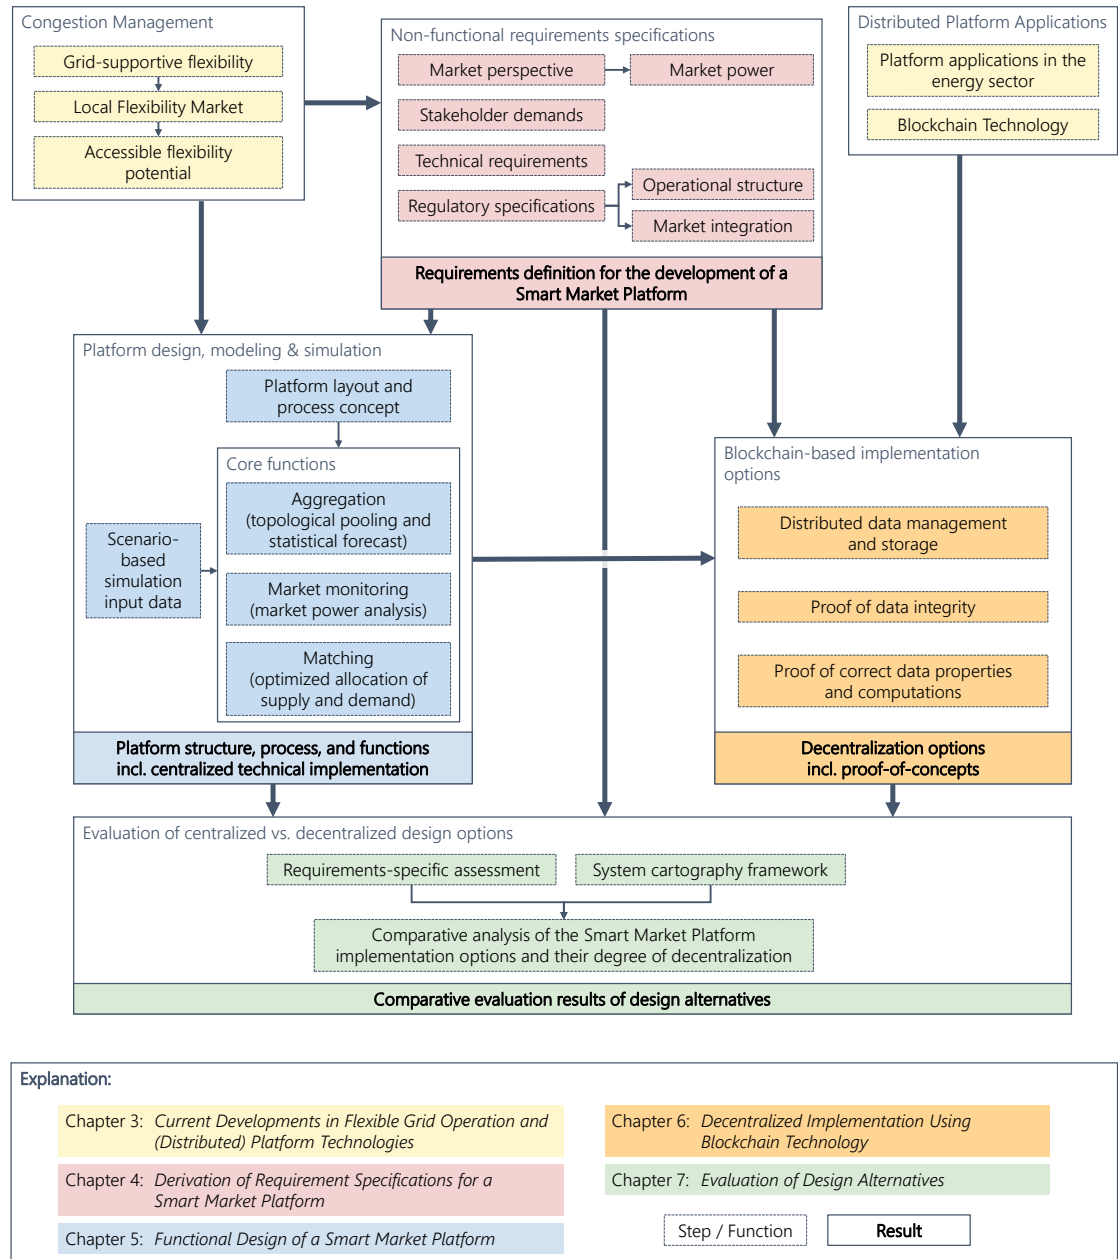 Congestion Management
Grid-supportive flexibility
Local Flexibility Market
Accessible flexibility
potential
Non-functional requirements specifications
Market perspective
Market power
Stakeholder demands
Technical requirements
Regulatory specifications
Operational structure
Market integration
Requirements definition for the development of a
Smart Market Platform
Distributed Platform Applications
Platform applications in the
energy sector
Blockchain Technology
Platform design, modeling & simulation
Platform layout and
process concept
Core functions
Aggregation
(topological pooling and
statistical forecast)
Scenario-
based
simulation
input data
Market monitoring
(market power analysis)
Matching
(optimized allocation of
supply and demand)
Platform structure, process, and functions
incl. centralized technical implementation
Blockchain-based implementation
options
Distributed data management
and storage
Proof of data integrity
Proof of correct data properties
and computations
Decentralization options
incl. proof-of-concepts
Evaluation of centralized vs. decentralized design options
Requirements-specific assessment
System cartography framework
Comparative analysis of the Smart Market Platform
implementation options and their degree of decentralization
Comparative evaluation results of design alternatives
Explanation:
Chapter 3: Current Developments in Flexible Grid Operation and
(Distributed) Platform Technologies
Chapter 4: Derivation of Requirement Specifications for a
Smart Market Platform
Chapter 5: Functional Design of a Smart Market Platform
Chapter 6: Decentralized Implementation Using
Blockchain Technology
Chapter 7: Evaluation of Design Alternatives
Step / Function
Result